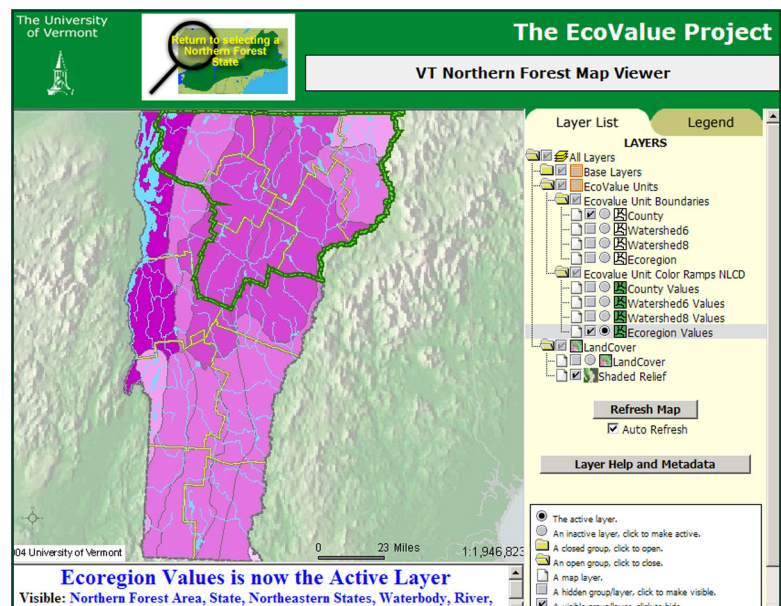 The University
of Vermont
Return to selecting a
Northern Forest
State
The EcoValue Project
VT Northern Forest Map Viewer
Layer List
Legend
LAYERS
All Layers
Base Layers
EcoValue Units
Ecovalue Unit Boundaries
County
Watershed6
Watershed8
Ecoregion
Ecovalue Unit Color Ramps NLCD
County Values
Watershed6 Values
Watershed8 Values
Ecoregion Values
LandCover
LandCover
Shaded Relief
Refresh Map
Auto Refresh
Layer Help and Metadata
The active layer.
An inactive layer, click to make active.
A closed group, click to open.
An open group, click to close.
A map layer.
A hidden group/layer, click to make visible.
A visible group/layer, click to hide.
04 University of Vermont
0 23 Miles
1:1,946,823
Ecoregion Values is now the Active Layer
Visible: Northern Forest Area, State, Northeastern States, Waterbody, River,